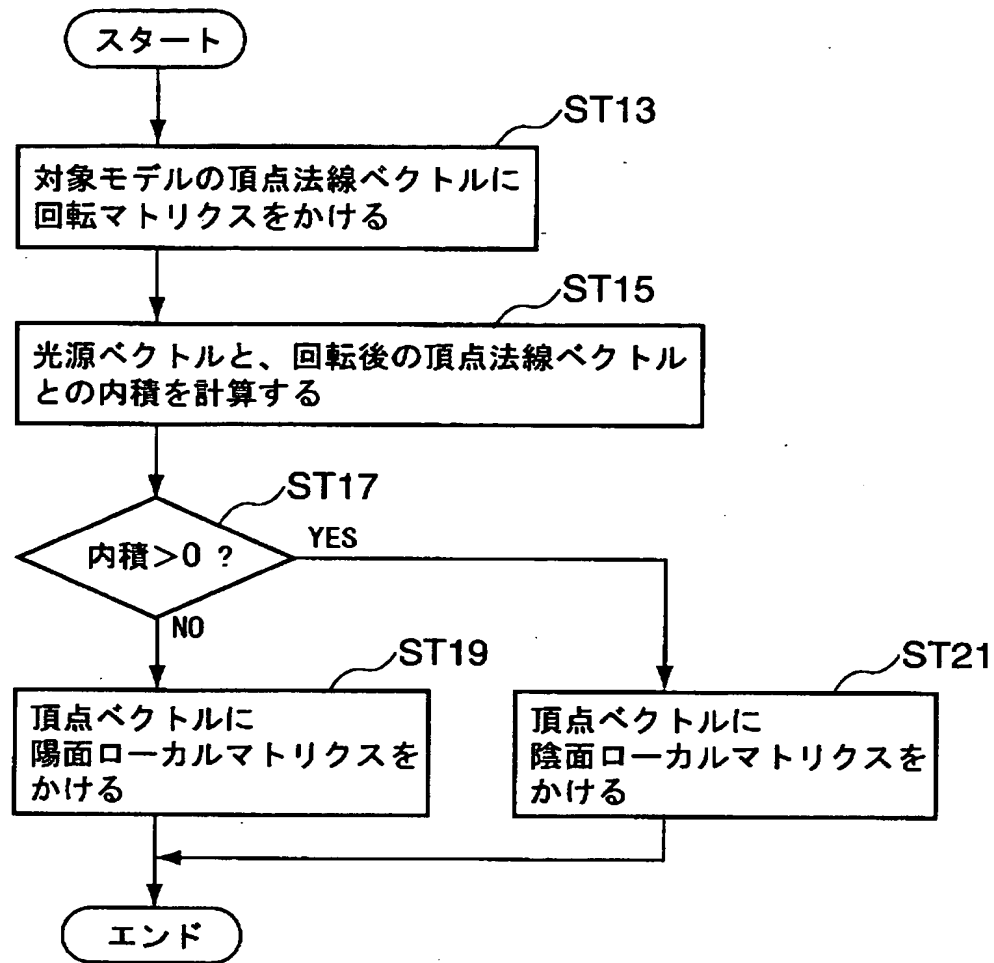 スタート
ST13
対象モデルの頂点法線ベクトルに
回転マトリクスをかける
ST15
光源ベクトルと、回転後の頂点法線ベクトル
との内積を計算する
ST17
内積＞0 ?
YES
NO
ST19
頂点ベクトルに
陽面ローカルマトリクスを
かける
ST21
頂点ベクトルに
陰面ローカルマトリクスを
かける
エンド